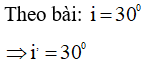 Theo bài: i = 30⁰
⇒ i' = 30⁰